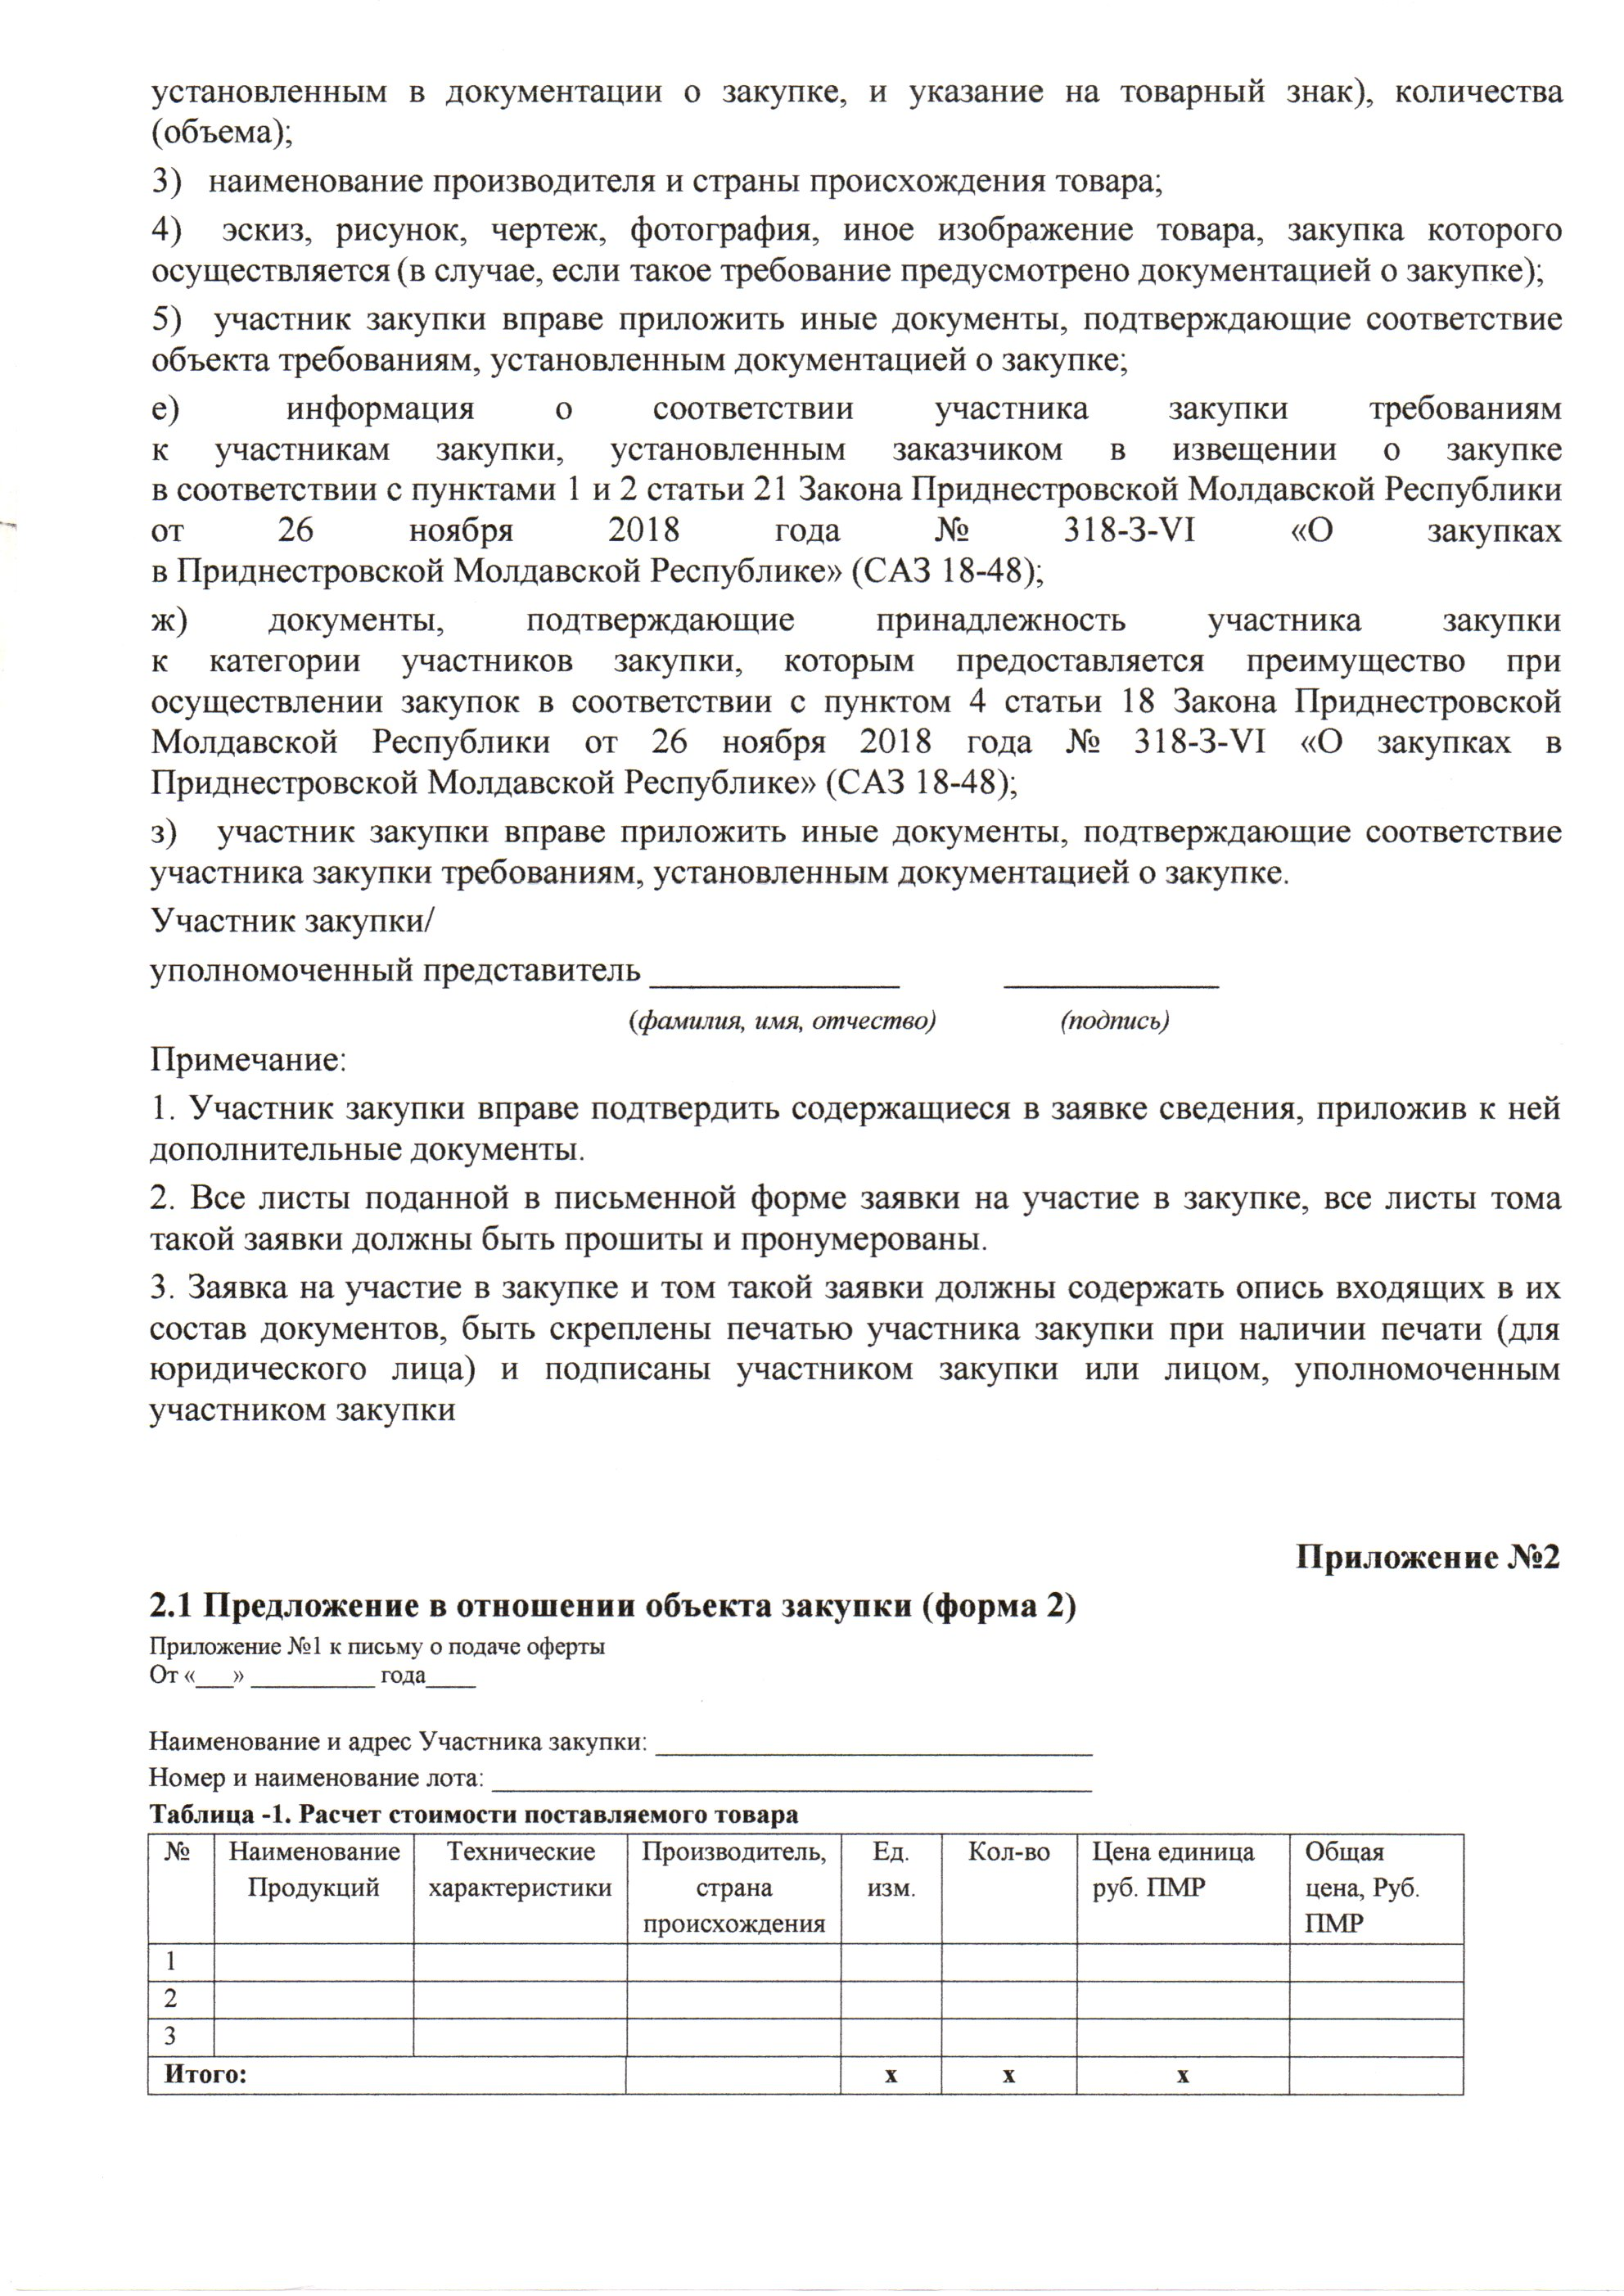 установленным в документации о закупке, и указание на товарный знак), количества
(объема);
3) наименование производителя и страны происхождения товара;
4) эскиз, рисунок, чертеж, фотография, иное изображение товара, закупка которого
осуществляется (в случае, если такое требование предусмотрено документацией о закупке);
5) участник закупки вправе приложить иные документы, подтверждающие соответствие
объекта требованиям, установленным документацией о закупке;
е) информация о соответствии участника закупки требованиям
к участникам закупки, установленным заказчиком в извещении о закупке
в соответствии с пунктами 1 и 2 статьи 21 Закона Приднестровской Молдавской Республики
от 26 ноября 2018 года № 318-З-VI «О закупках
в Приднестровской Молдавской Республике» (САЗ 18-48);
ж) документы, подтверждающие принадлежность участника закупки
к категории участников закупки, которым предоставляется преимущество при
осуществлении закупок в соответствии с пунктом 4 статьи 18 Закона Приднестровской
Молдавской Республики от 26 ноября 2018 года № 318-З-VI «О закупках в
Приднестровской Молдавской Республике» (САЗ 18-48);
з) участник закупки вправе приложить иные документы, подтверждающие соответствие
участника закупки требованиям, установленным документацией о закупке.
Участник закупки/
уполномоченный представитель _______________ _____________
(фамилия, имя, отчество) (подпись)
Примечание:
1. Участник закупки вправе подтвердить содержащиеся в заявке сведения, приложив к ней
дополнительные документы.
2. Все листы поданной в письменной форме заявки на участие в закупке, все листы тома
такой заявки должны быть прошиты и пронумерованы.
3. Заявка на участие в закупке и том такой заявки должны содержать опись входящих в их
состав документов, быть скреплены печатью участника закупки при наличии печати (для
юридического лица) и подписаны участником закупки или лицом, уполномоченным
участником закупки
Приложение №2
2.1 Предложение в отношении объекта закупки (форма 2)
Приложение №1 к письму о подаче оферты
От «___» __________ года____
Наименование и адрес Участника закупки: ___________________________________
Номер и наименование лота: ________________________________________________
Таблица -1. Расчет стоимости поставляемого товара
№ Наименование Технические Производитель, Ед. Кол-во Цена единица Общая
Продукций характеристики страна изм. руб. ПМР цена, Руб.
происхождения ПМР
1
2
3
Итого: х х х